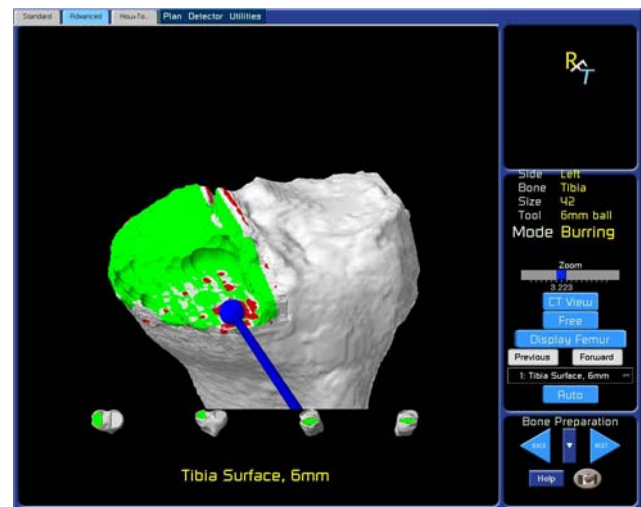 Standard Advanced How-To.. Plan Detector Utilities
RT
Side Left
Bone Tibia
Size 42
Tool 6mm ball
Mode Burring
Zoom
3.223
CT View
Free
Display Femur
Previous Forward
1: Tibia Surface, 6mm
Auto
Bone Preparation
BACK NEXT
Help
Tibia Surface, 6mm